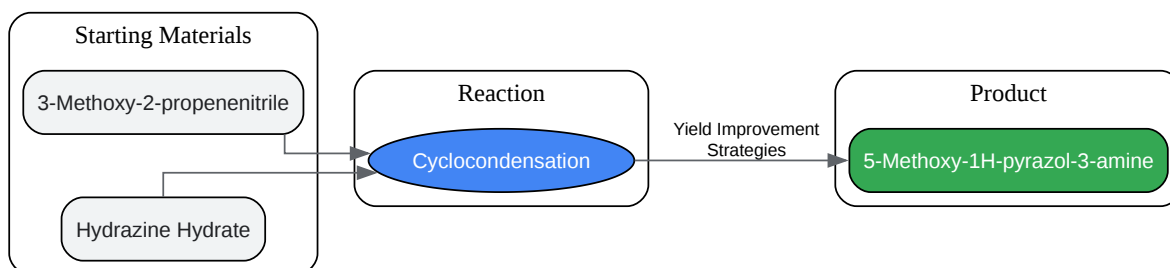 Starting Materials
3-Methoxy-2-propenenitrile
Hydrazine Hydrate
Reaction
Cyclocondensation
Yield Improvement
Strategies
Product
5-Methoxy-1H-pyrazol-3-amine